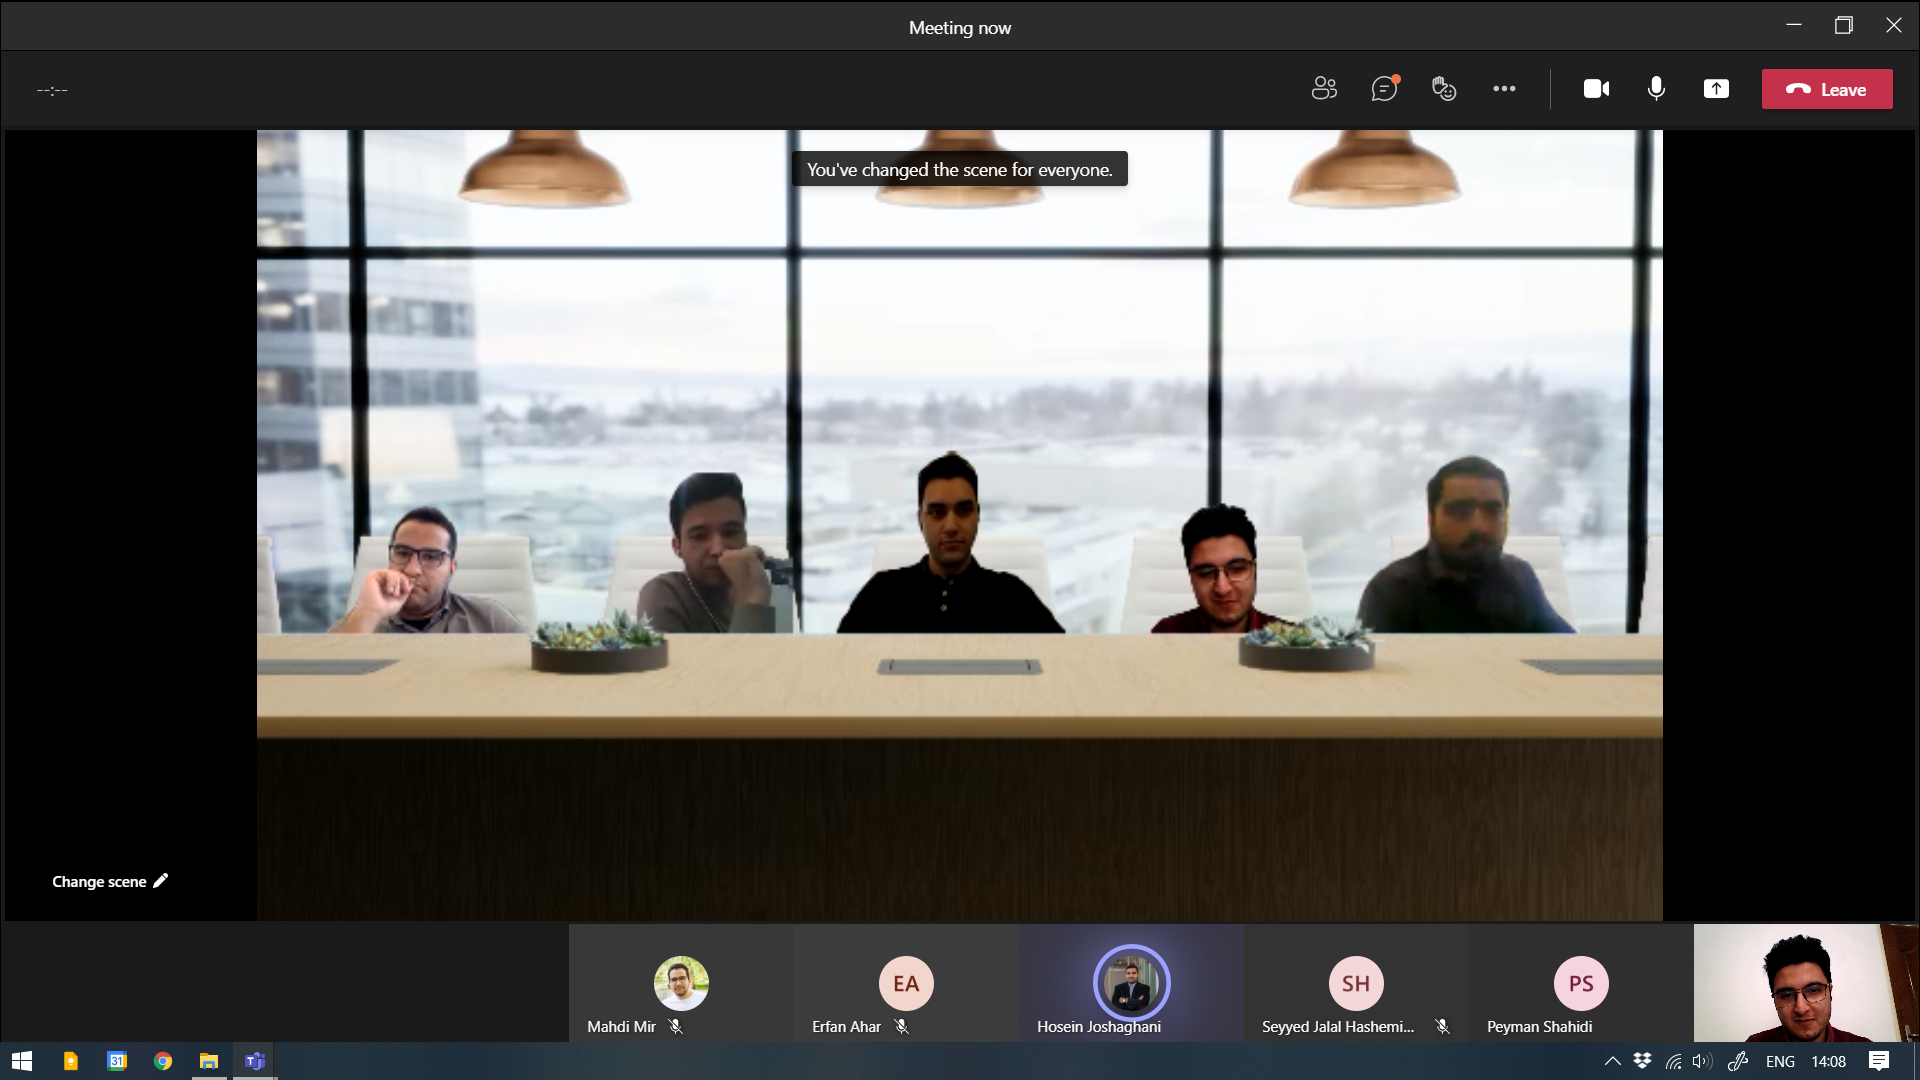 Meeting now
--:--
Leave
You've changed the scene for everyone.
Change scene
Mahdi Mir
EA
Erfan Ahar
Hosein Joshaghani
SH
Seyyed Jalal Hashemi...
PS
Peyman Shahidi
31
T
ENG
14:08